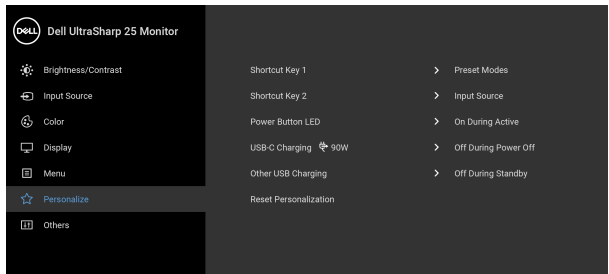 DELL Dell UltraSharp 25 Monitor
Brightness/Contrast
Input Source
Color
Display
Menu
Personalize
Others
Shortcut Key 1 > Preset Modes
Shortcut Key 2 > Input Source
Power Button LED > On During Active
USB-C Charging 90W > Off During Power Off
Other USB Charging > Off During Standby
Reset Personalization